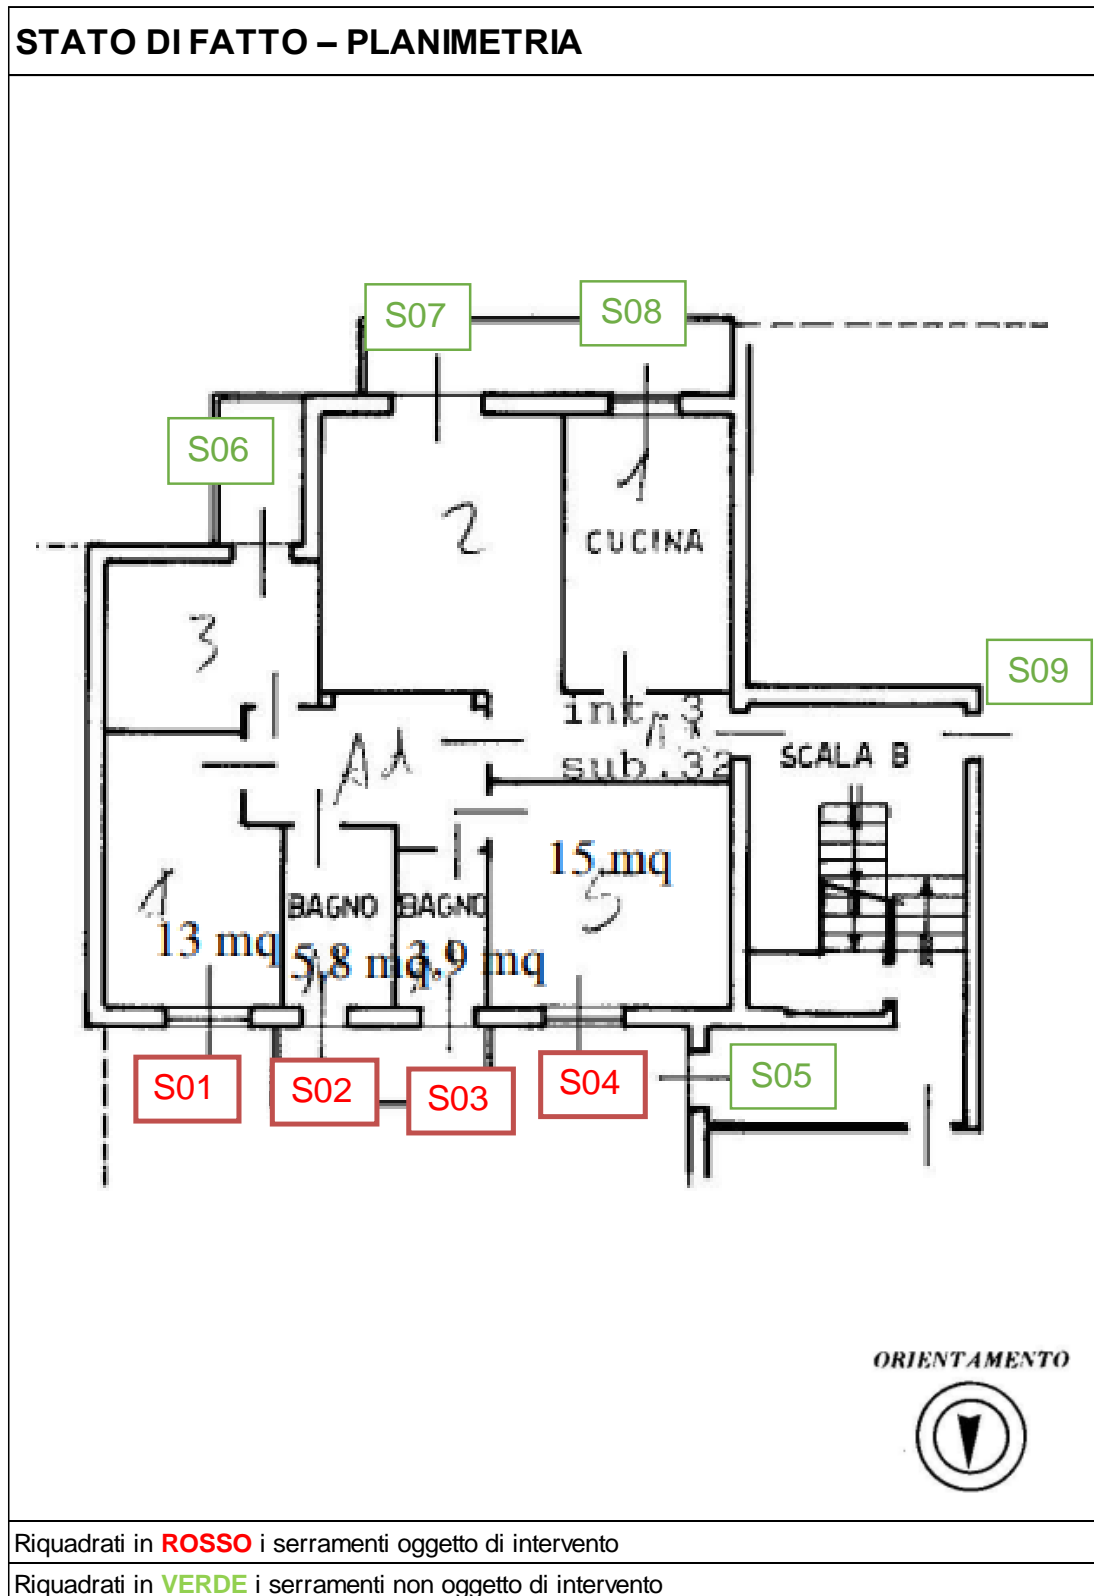 STATO DI FATTO – PLANIMETRIA
S07
S08
S06
1
2
CUCINA
3
S09
int. 3
A1
sub.32
SCALA B
15 mq
1
BAGNO
BAGNO
5
13 mq
5,8 mq
3,9 mq
S01
S02
S03
S04
S05
ORIENTAMENTO
Riquadrati in ROSSO i serramenti oggetto di intervento
Riquadrati in VERDE i serramenti non oggetto di intervento